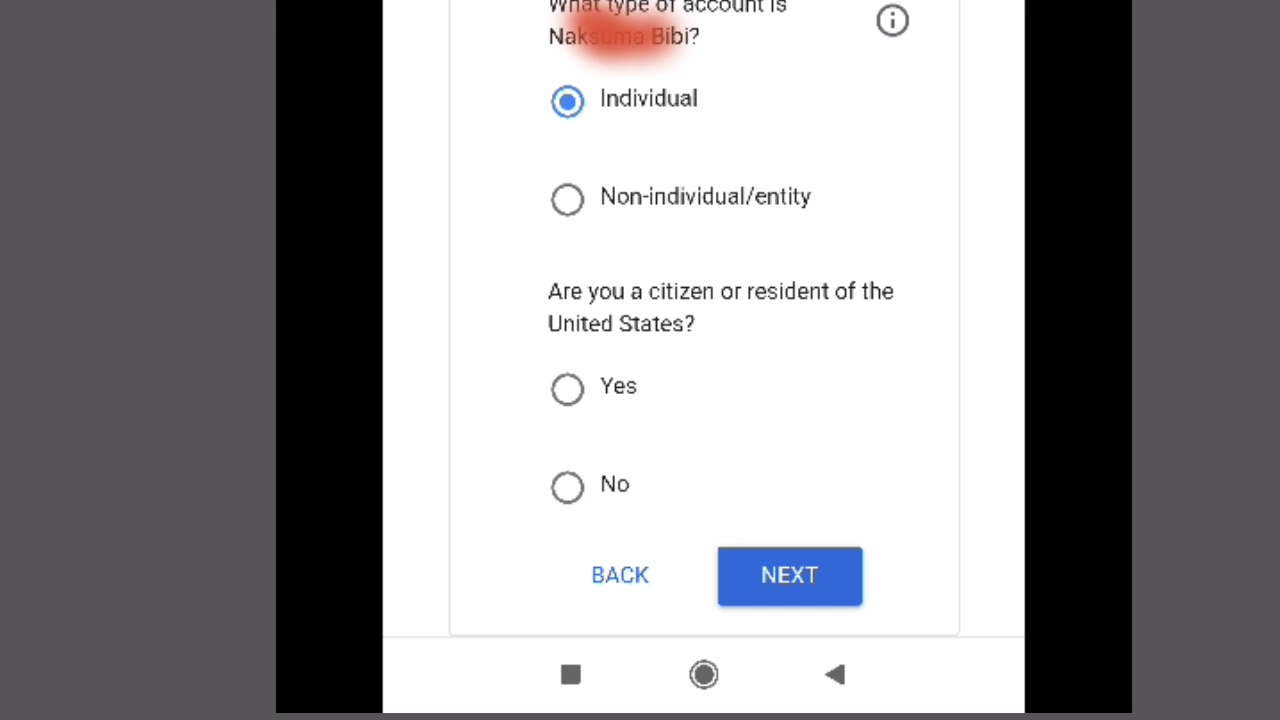 What type of account is
Naksuma Bibi?
Individual
Non-individual/entity
Are you a citizen or resident of the
United States?
Yes
No
BACK
NEXT